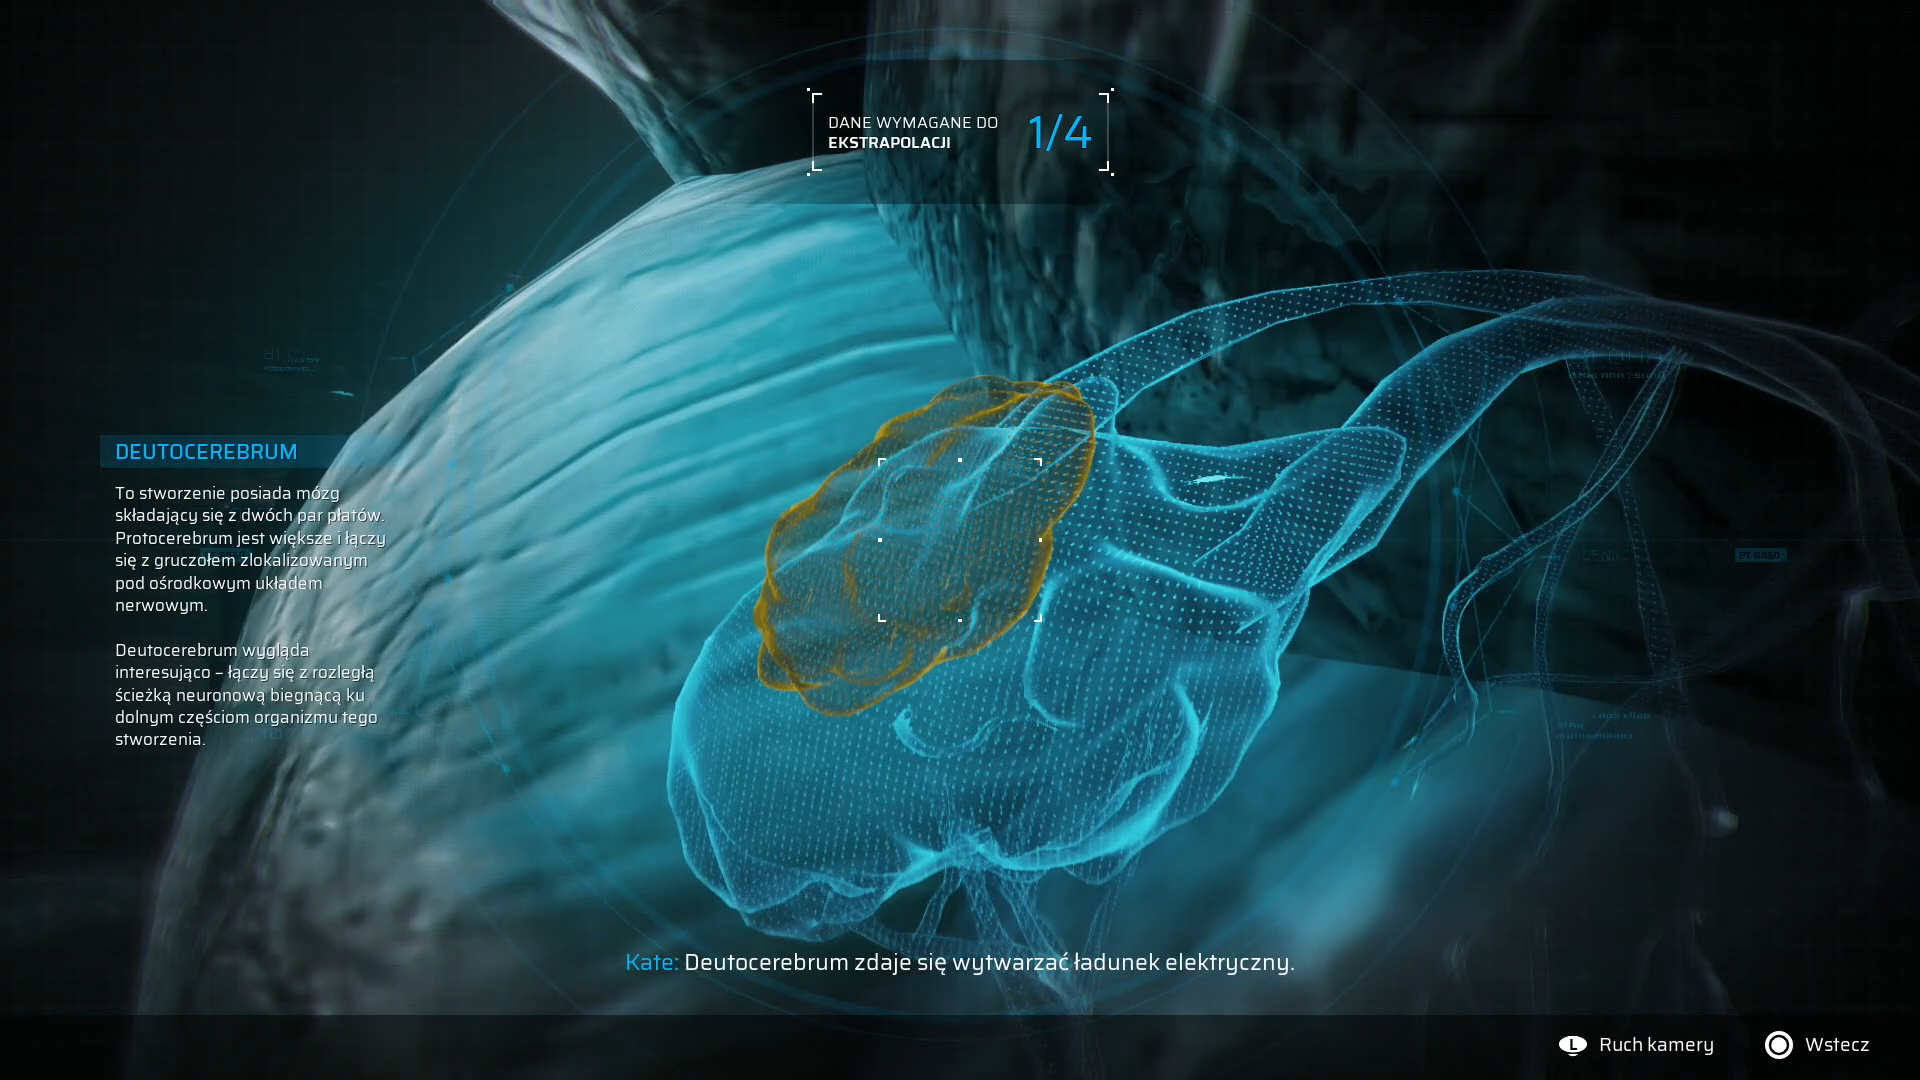 DANE WYMAGANE DO
EKSTRAPOLACJI
1/4
DEUTOCEREBRUM
To stworzenie posiada mózg
składający się z dwóch par płatów.
Protocerebrum jest większe i łączy
się z gruczołem zlokalizowanym
pod ośrodkowym układem
nerwowym.
Deutocerebrum wygląda
interesująco – łączy się z rozległą
ścieżką neuronową biegnącą ku
dolnym częściom organizmu tego
stworzenia.
Kate: Deutocerebrum zdaje się wytwarzać ładunek elektryczny.
L Ruch kamery
Wstecz